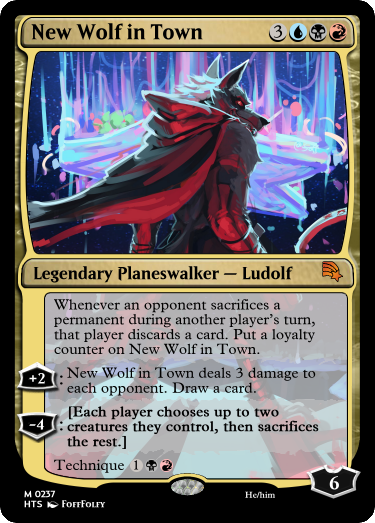 New Wolf in Town 3
Legendary Planeswalker — Ludolf
Whenever an opponent sacrifices a
permanent during another player's turn,
that player discards a card. Put a loyalty
counter on New Wolf in Town.
+2: New Wolf in Town deals 3 damage to
each opponent. Draw a card.
-4: [Each player chooses up to two
creatures they control, then sacrifices
the rest.]
Technique 1
6
M 0237
HTS FoffFoley
He/him